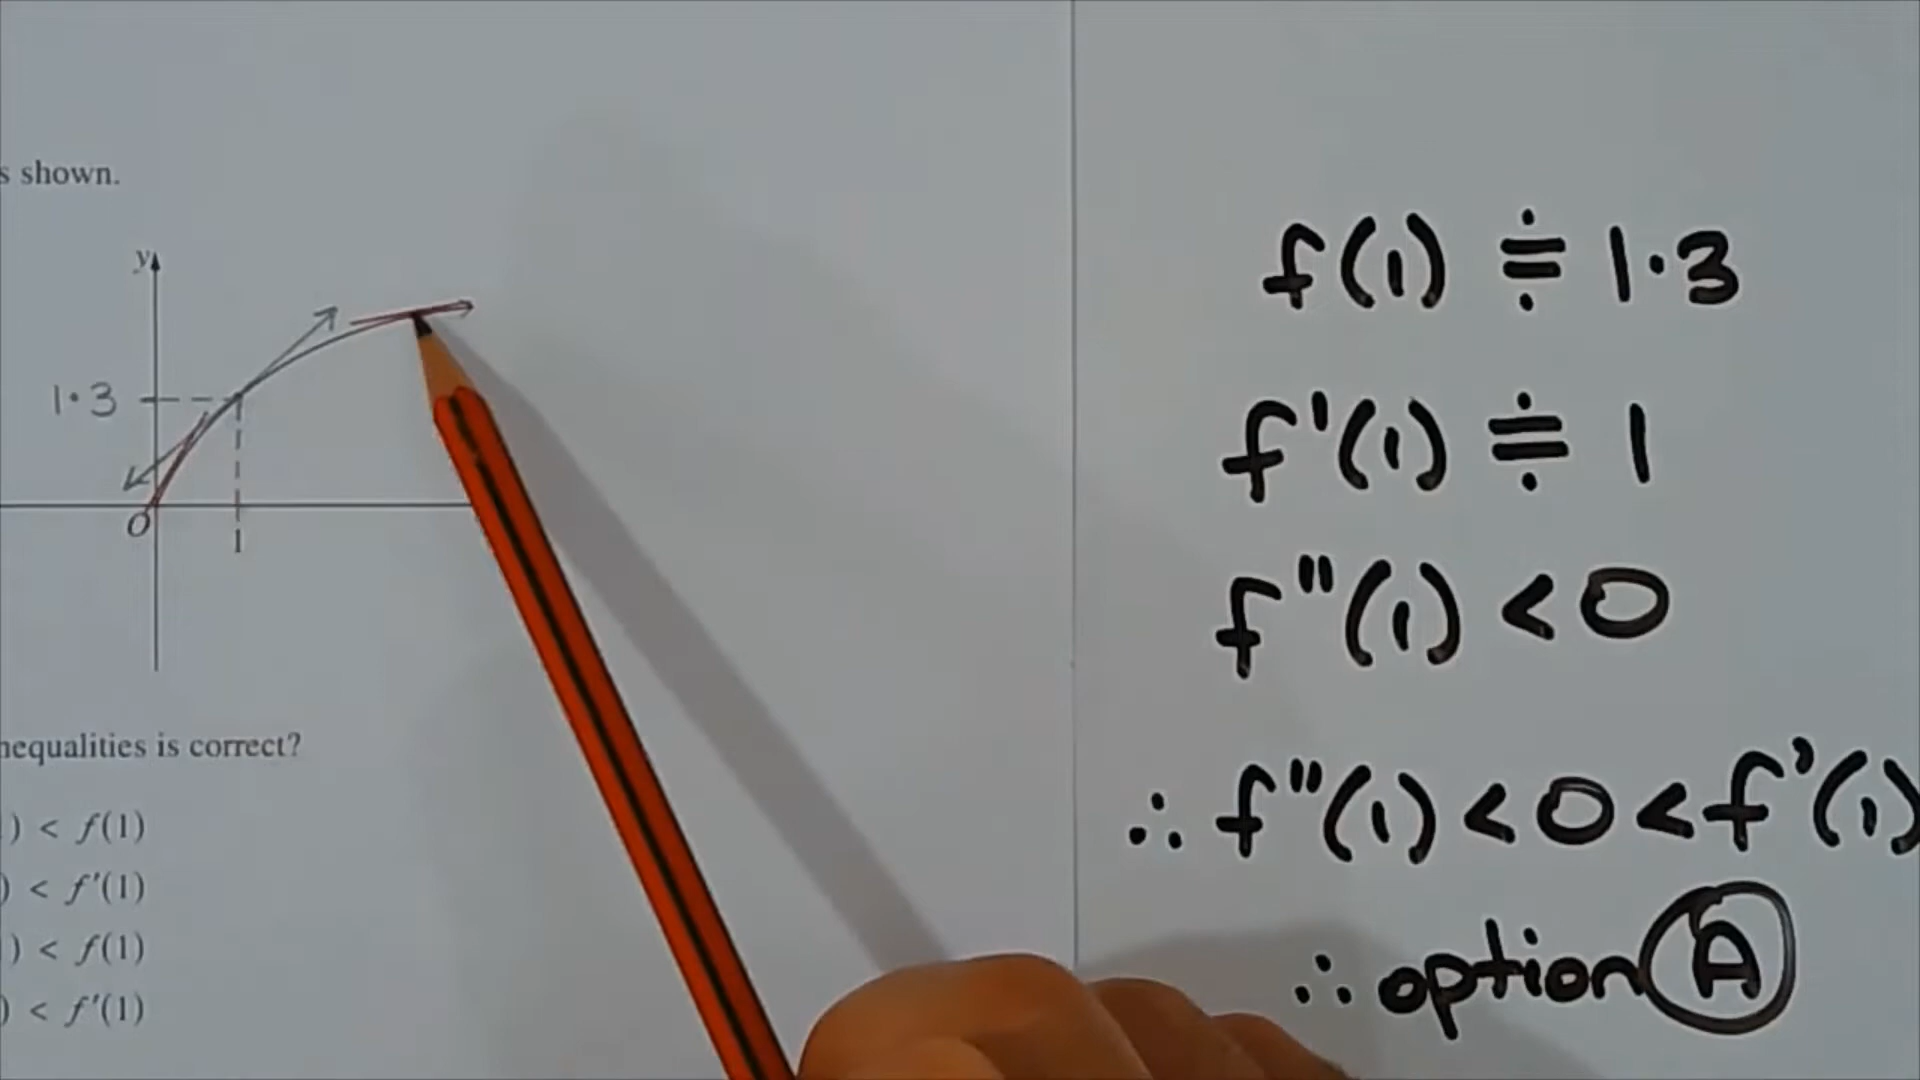 s shown.
y
1·3
O
1
nequalities is correct?
) < f(1)
) < f'(1)
) < f(1)
) < f'(1)
f(1) ≑ 1·3
f'(1) ≑ 1
f"(1) < 0
∴ f"(1) < 0 < f'(1)
∴ option A